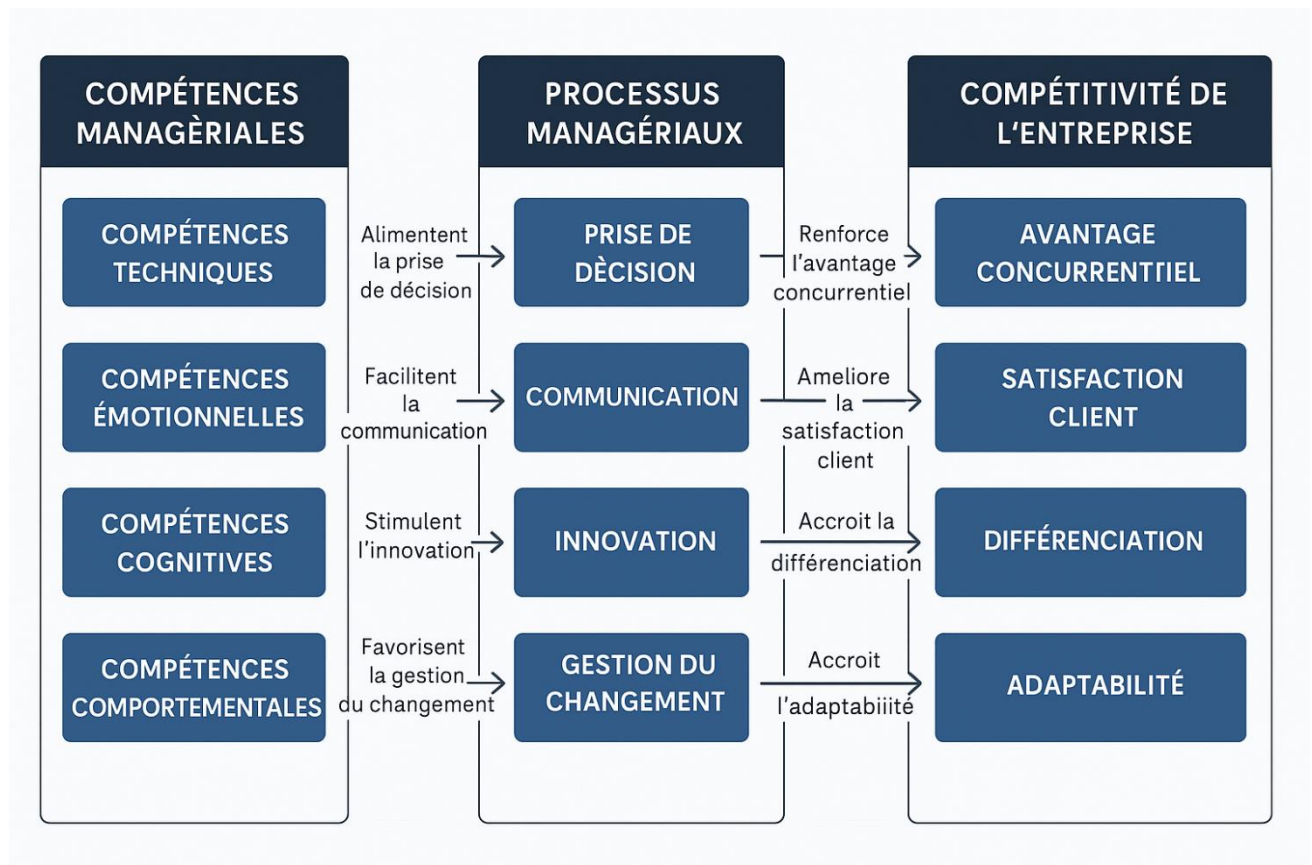 COMPÉTENCES
MANAGÈRIALES
PROCESSUS
MANAGÉRIAUX
COMPÉTITIVITÉ DE
L'ENTREPRISE
COMPÉTENCES
TECHNIQUES
Alimentent
la prise
de décision
PRISE DE
DÈCISION
Renforce
l'avantage
concurrentiel
AVANTAGE
CONCURRENTIEL
COMPÉTENCES
ÉMOTIONNELLES
Facilitent
la
communication
COMMUNICATION
Ameliore
la
satisfaction
client
SATISFACTION
CLIENT
COMPÉTENCES
COGNITIVES
Stimulent
l'innovation
INNOVATION
Accroit la
différenciation
DIFFÉRENCIATION
COMPÉTENCES
COMPORTEMENTALES
Favorisent
la gestion
du changement
GESTION DU
CHANGEMENT
Accroit
l'adaptabiiité
ADAPTABILITÉ